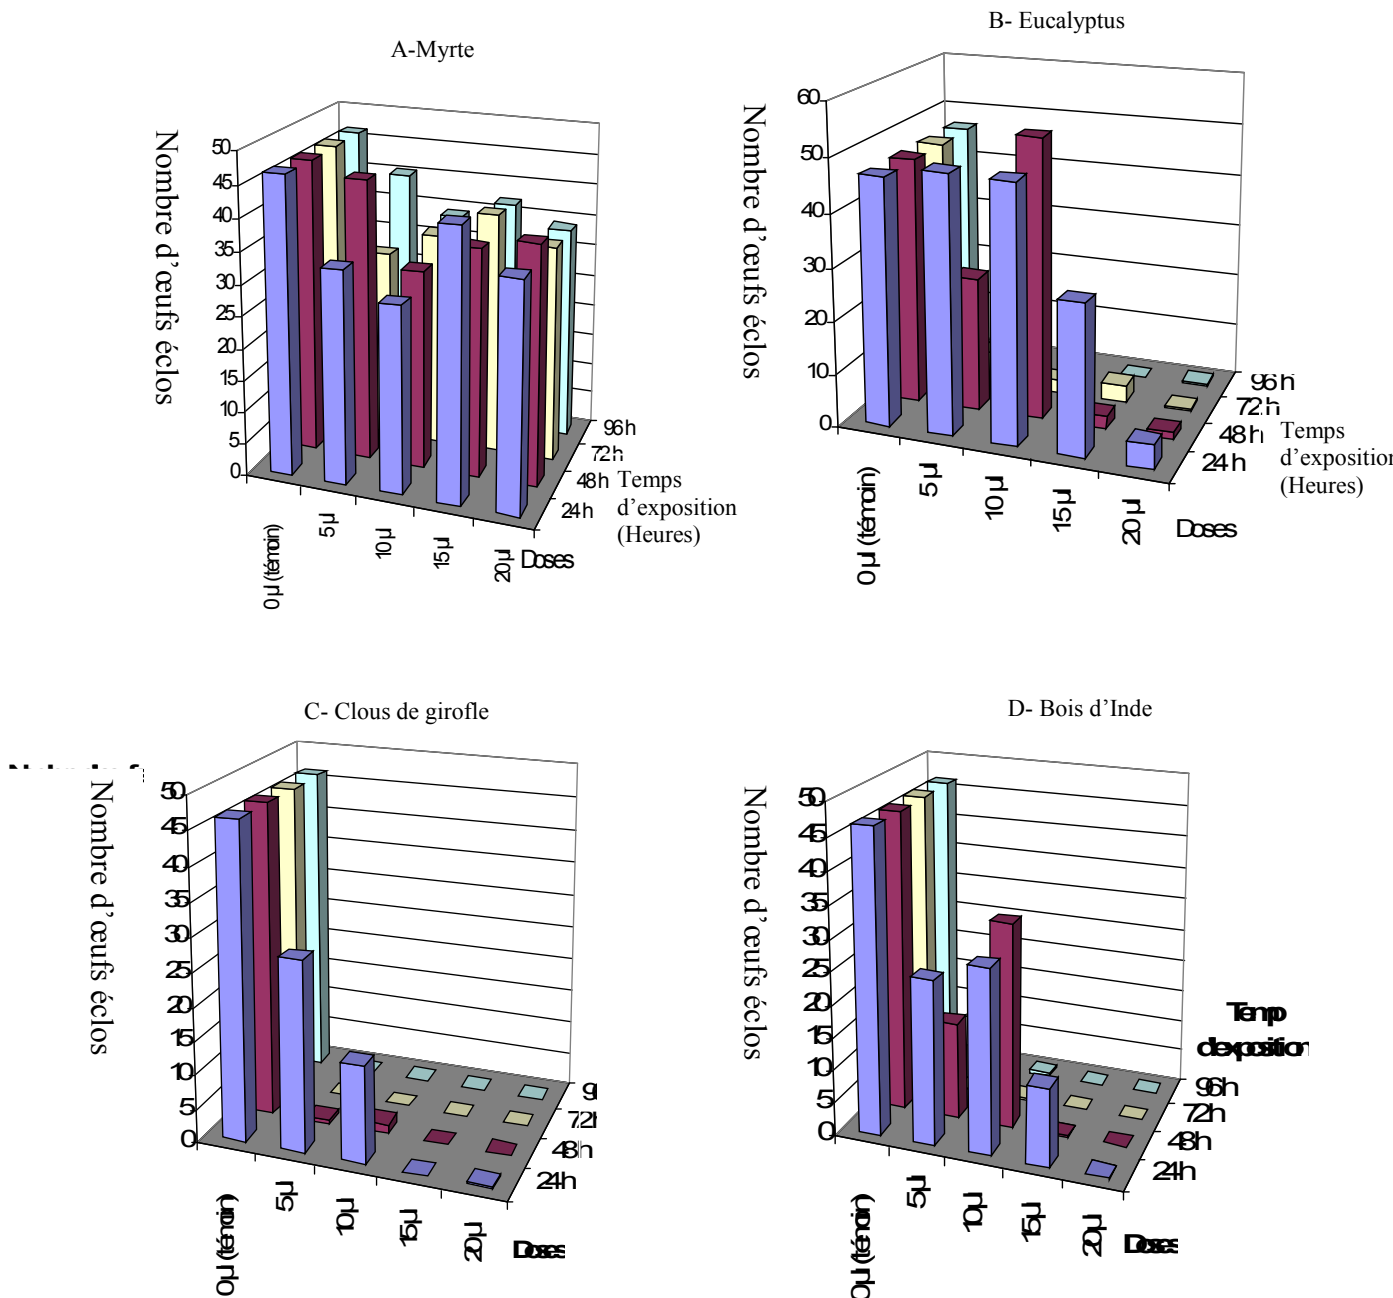 A-Myrte
Nombre d'œufs éclos
50
45
40
35
30
25
20
15
10
5
0
0 µl (témoin)
5 µl
10 µl
15 µl
20 µl
Doses
24 h
48 h
72 h
96 h
Temps
d'exposition
(Heures)
B- Eucalyptus
Nombre d'œufs éclos
60
50
40
30
20
10
0
0 µl (témoin)
5 µl
10 µl
15 µl
20 µl
Doses
24 h
48 h
72 h
96 h
Temps
d'exposition
(Heures)
C- Clous de girofle
Nombre d'œufs éclos
50
45
40
35
30
25
20
15
10
5
0
0 µl (témoin)
5 µl
10 µl
15 µl
20 µl
Doses
24 h
48 h
72 h
D- Bois d'Inde
Nombre d'œufs éclos
50
45
40
35
30
25
20
15
10
5
0
0 µl (témoin)
5 µl
10 µl
15 µl
20 µl
Doses
24 h
48 h
72 h
96 h
Temp
d'exposition